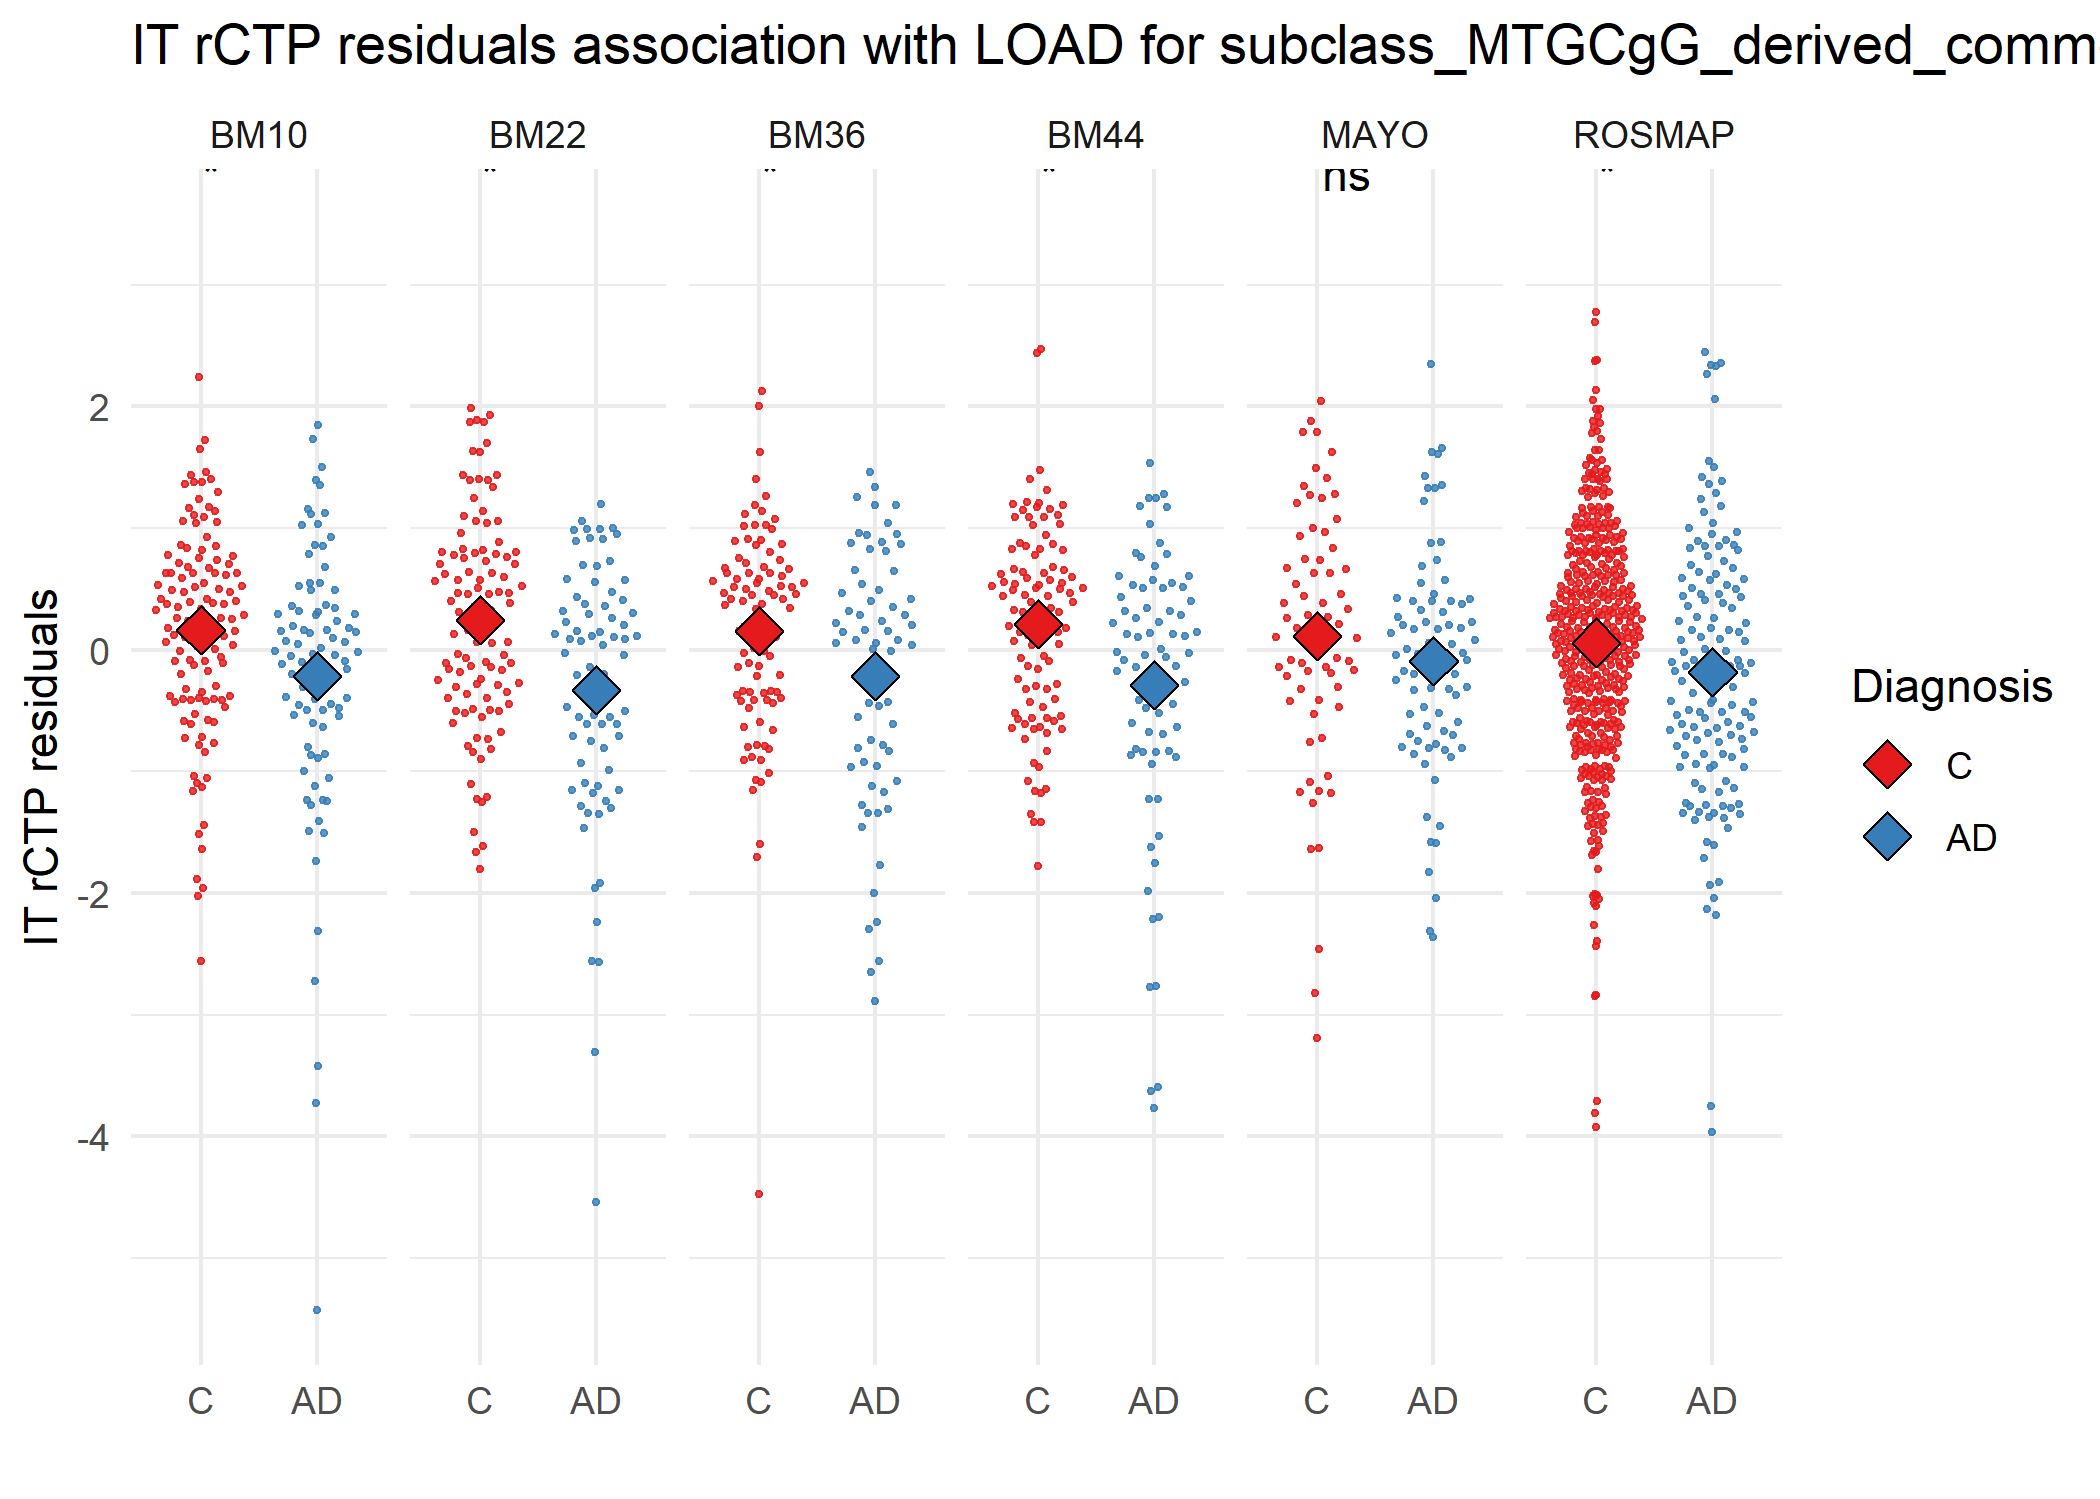 IT rCTP residuals association with LOAD for subclass_MTGCgG_derived_comm
BM10 BM22 BM36 BM44 MAYO ROSMAP
* * * * ns *
IT rCTP residuals
2
0
-2
-4
C AD C AD C AD C AD C AD C AD
Diagnosis
C
AD